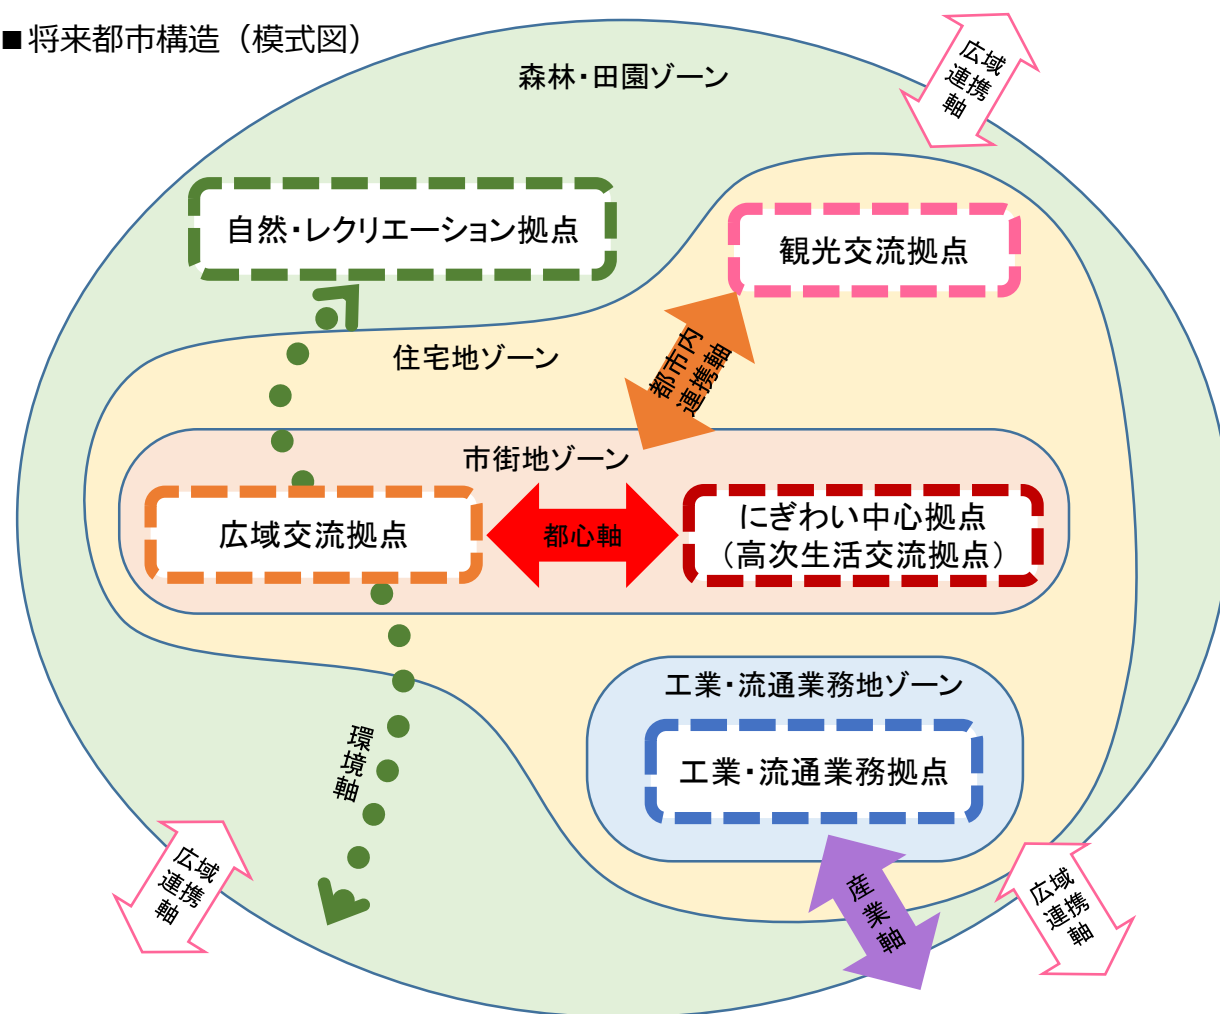 ■将来都市構造（模式図）
広域
連携
軸
森林・田園ゾーン
自然・レクリエーション拠点
観光交流拠点
都市内
連携軸
住宅地ゾーン
市街地ゾーン
広域交流拠点
都心軸
にぎわい中心拠点
（高次生活交流拠点）
工業・流通業務地ゾーン
工業・流通業務拠点
環境軸
産業軸
広域
連携
軸
広域
連携
軸